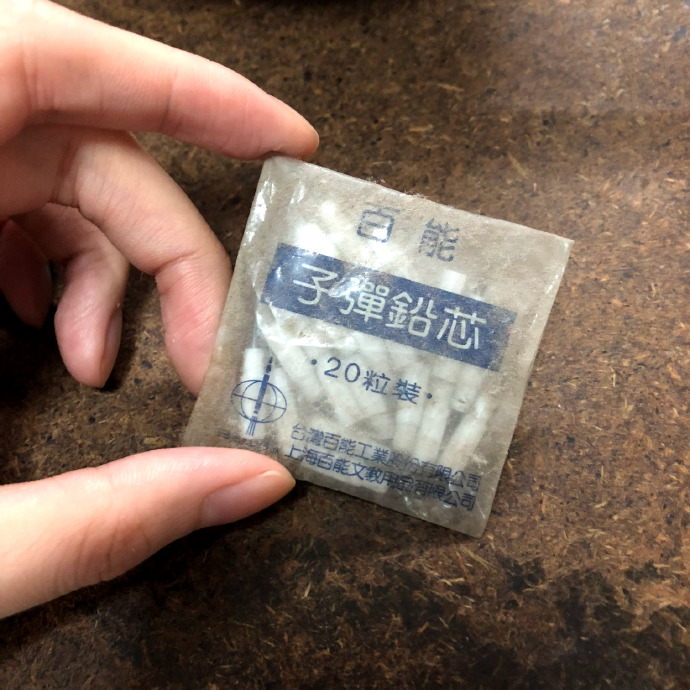 百能
子彈鉛芯
·20粒裝·
台灣百能工業股份有限公司
上海百能文教用品有限公司